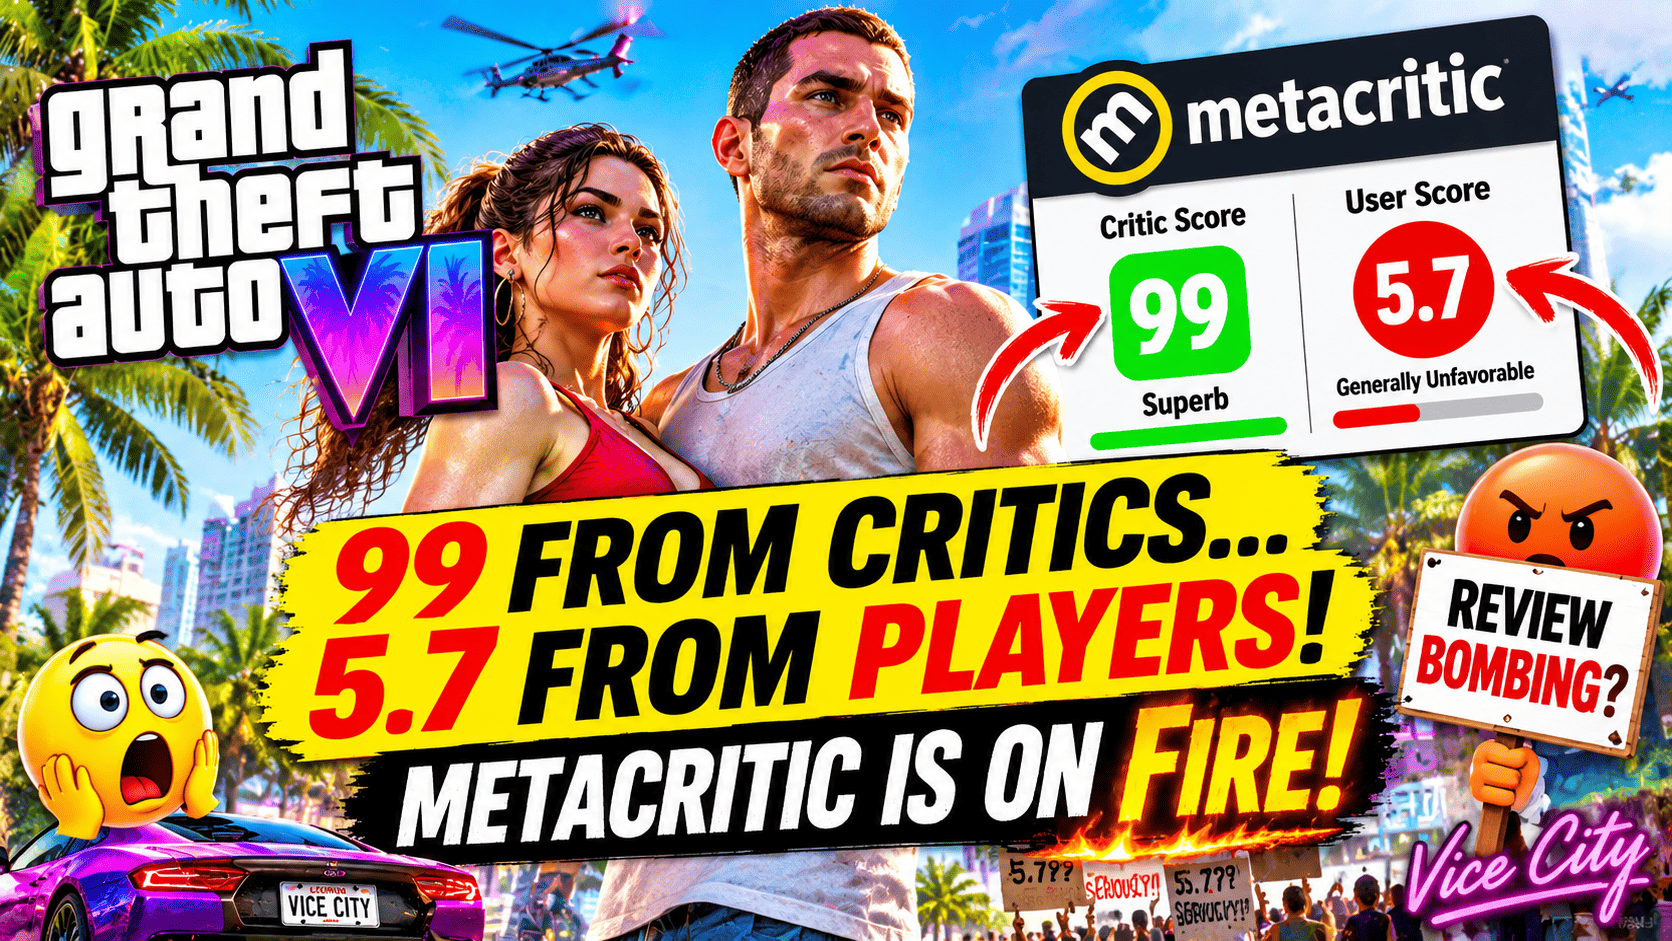 grand
theft
auto VI
metacritic
Critic Score
99
Superb
User Score
5.7
Generally Unfavorable
99 FROM CRITICS...
5.7 FROM PLAYERS!
METACRITIC IS ON FIRE!
REVIEW
BOMBING?
VICE CITY
5.7??
SERIOUSLY?!!
5.7??
Vice City